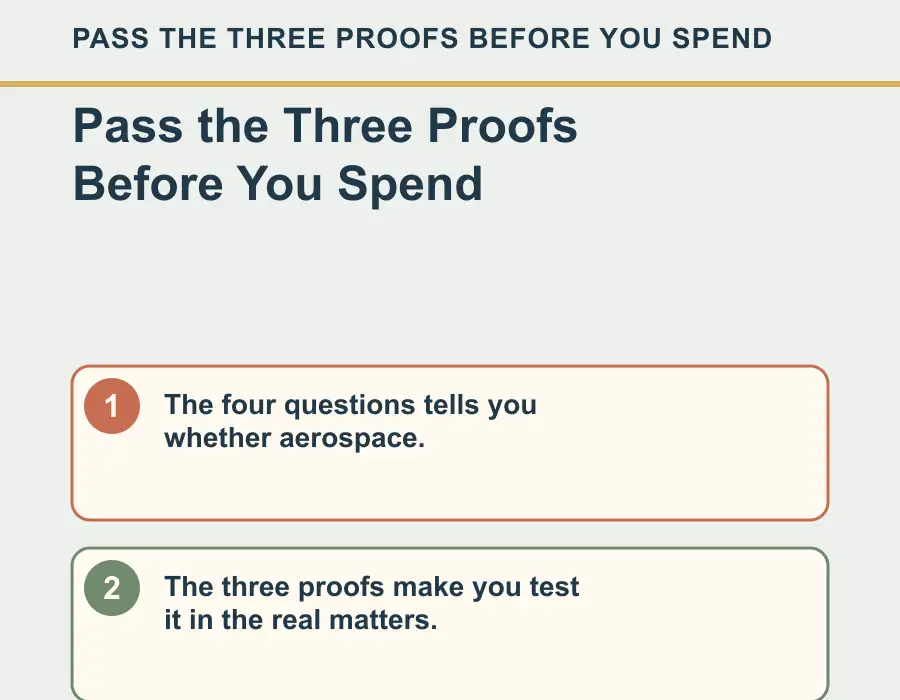 PASS THE THREE PROOFS BEFORE YOU SPEND
Pass the Three Proofs
Before You Spend
1
The four questions tells you
whether aerospace.
2
The three proofs make you test
it in the real matters.